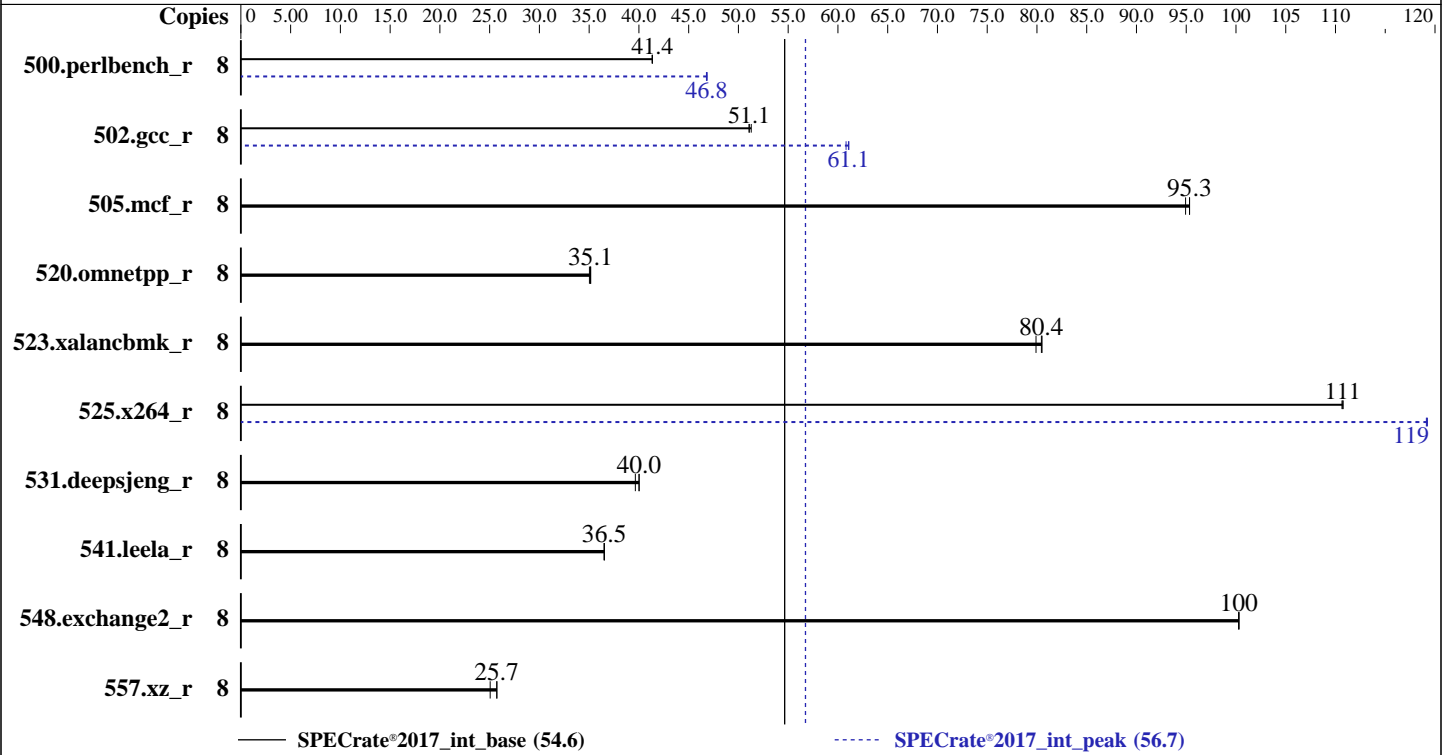 Copies 0 5.00 10.0 15.0 20.0 25.0 30.0 35.0 40.0 45.0 50.0 55.0 60.0 65.0 70.0 75.0 80.0 85.0 90.0 95.0 100 105 110 120
41.4
500.perlbench_r 8
46.8
51.1
502.gcc_r 8
61.1
95.3
505.mcf_r 8
35.1
520.omnetpp_r 8
80.4
523.xalancbmk_r 8
111
525.x264_r 8
119
40.0
531.deepsjeng_r 8
36.5
541.leela_r 8
100
548.exchange2_r 8
25.7
557.xz_r 8
SPECrate®2017_int_base (54.6) SPECrate®2017_int_peak (56.7)